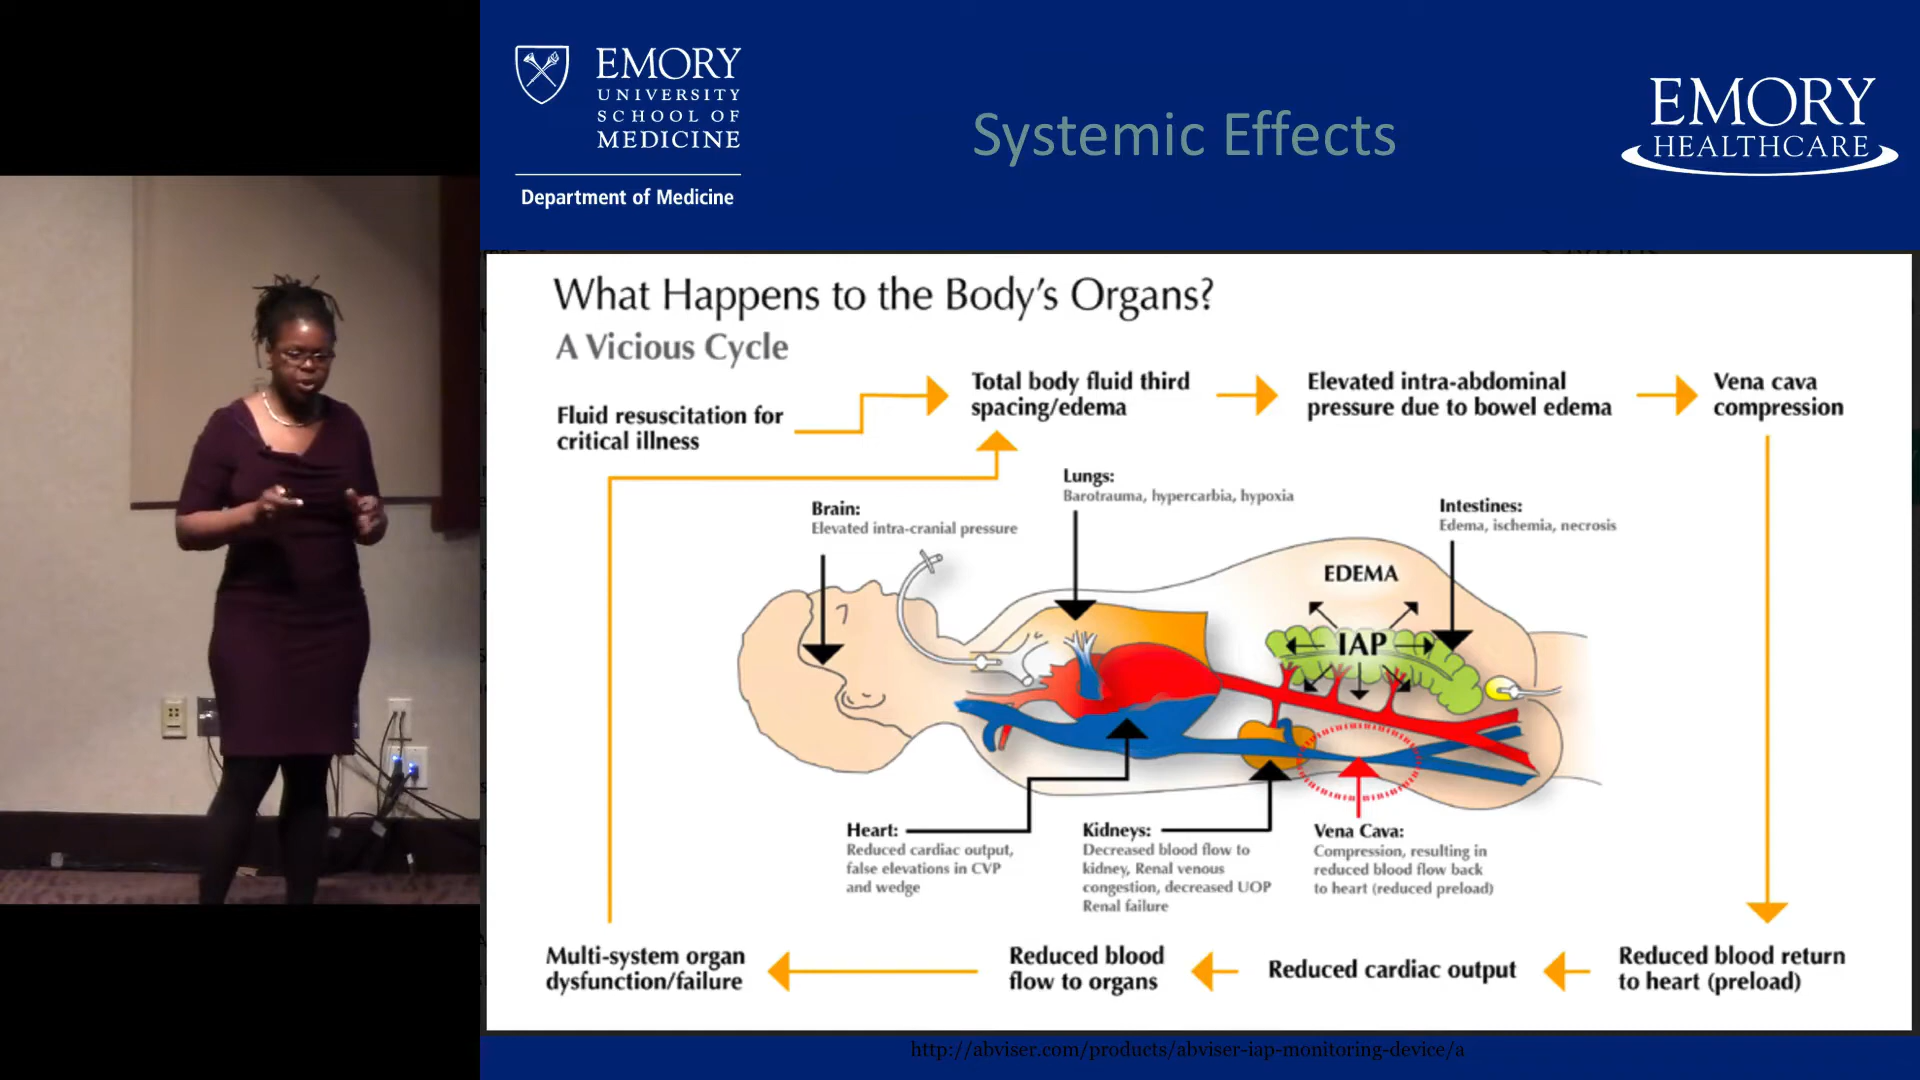 EMORY
UNIVERSITY
SCHOOL OF
MEDICINE
Department of Medicine
Systemic Effects
EMORY
HEALTHCARE
What Happens to the Body's Organs?
A Vicious Cycle
Fluid resuscitation for
critical illness
Total body fluid third
spacing/edema
Elevated intra-abdominal
pressure due to bowel edema
Vena cava
compression
Brain:
Elevated intra-cranial pressure
Lungs:
Barotrauma, hypercarbia, hypoxia
Intestines:
Edema, ischemia, necrosis
EDEMA
IAP
Heart:
Reduced cardiac output,
false elevations in CVP
and wedge
Kidneys:
Decreased blood flow to
kidney, Renal venous
congestion, decreased UOP
Renal failure
Vena Cava:
Compression, resulting in
reduced blood flow back
to heart (reduced preload)
Multi-system organ
dysfunction/failure
Reduced blood
flow to organs
Reduced cardiac output
Reduced blood return
to heart (preload)
http://abviser.com/products/abviser-iap-monitoring-device/a